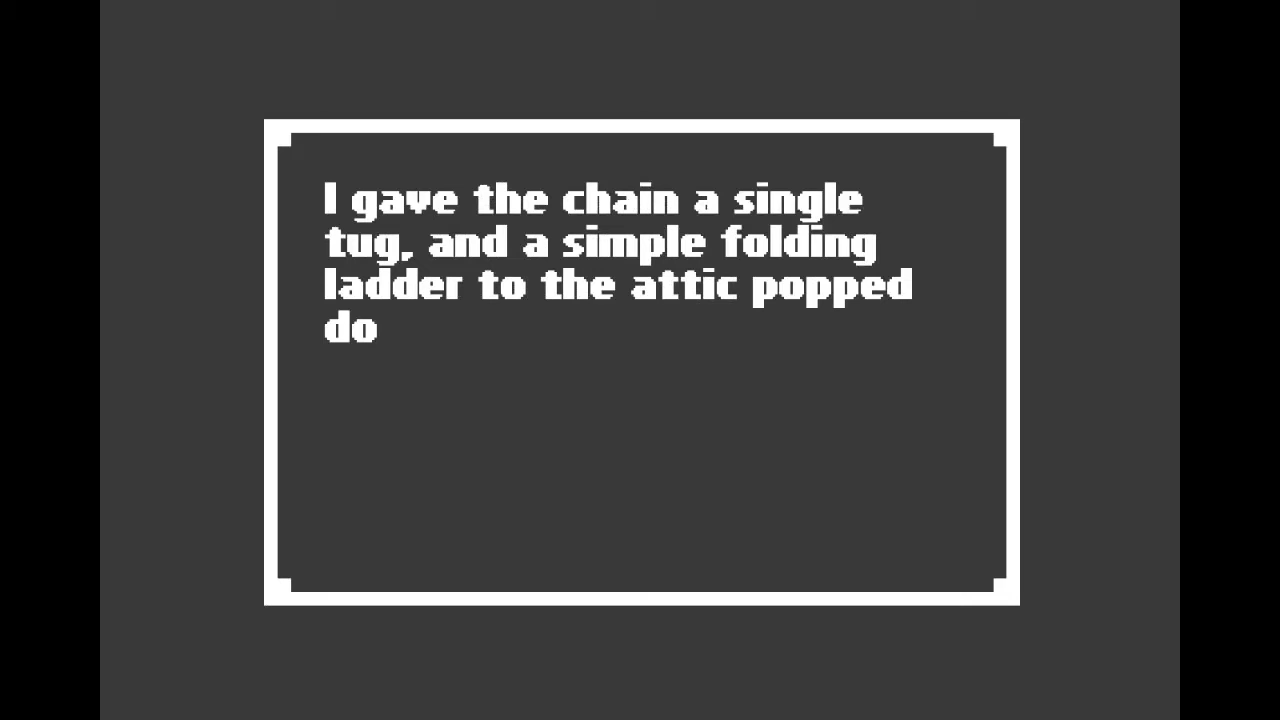 I gave the chain a single
tug, and a simple folding
ladder to the attic popped
do